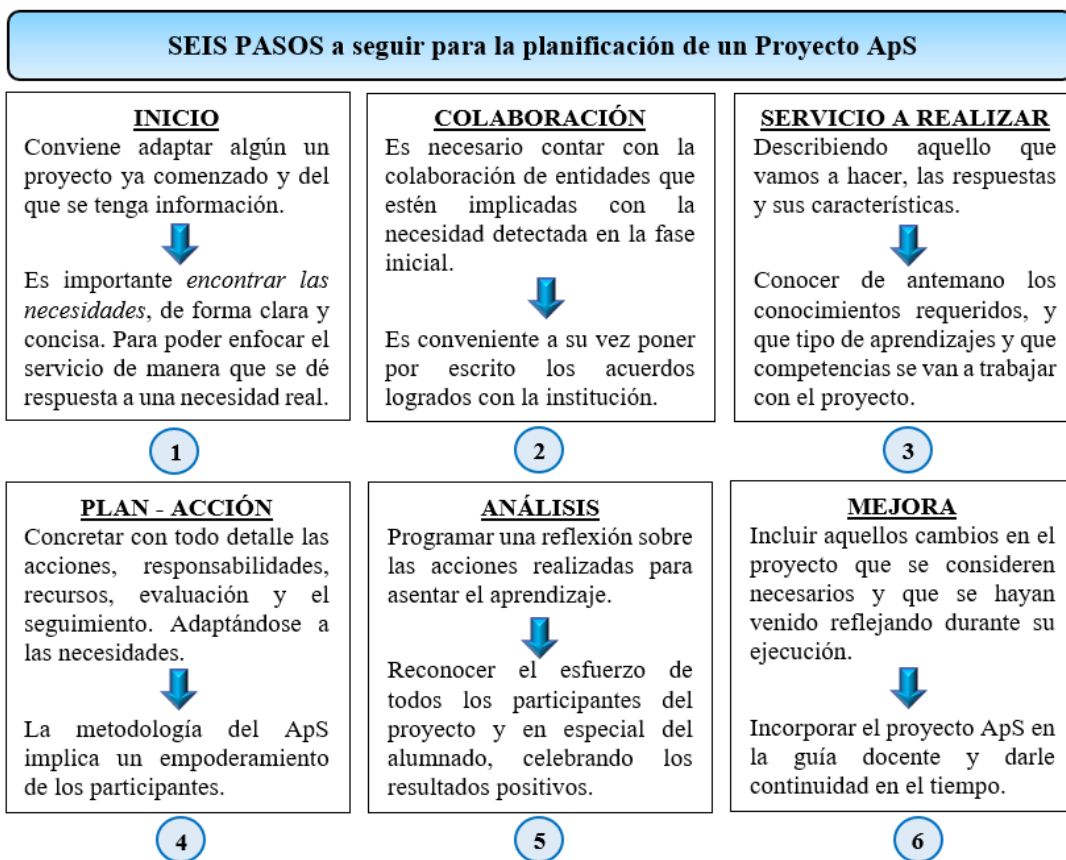 SEIS PASOS a seguir para la planificación de un Proyecto ApS
INICIO
Conviene adaptar algún un
proyecto ya comenzado y del
que se tenga información.
Es importante encontrar las
necesidades, de forma clara y
concisa. Para poder enfocar el
servicio de manera que se dé
respuesta a una necesidad real.
1
COLABORACIÓN
Es necesario contar con la
colaboración de entidades que
estén implicadas con la
necesidad detectada en la fase
inicial.
Es conveniente a su vez poner
por escrito los acuerdos
logrados con la institución.
2
SERVICIO A REALIZAR
Describiendo aquello que
vamos a hacer, las respuestas
y sus características.
Conocer de antemano los
conocimientos requeridos, y
que tipo de aprendizajes y que
competencias se van a trabajar
con el proyecto.
3
PLAN - ACCIÓN
Concretar con todo detalle las
acciones, responsabilidades,
recursos, evaluación y el
seguimiento. Adaptándose a
las necesidades.
La metodología del ApS
implica un empoderamiento
de los participantes.
4
ANÁLISIS
Programar una reflexión sobre
las acciones realizadas para
asentar el aprendizaje.
Reconocer el esfuerzo de
todos los participantes del
proyecto y en especial del
alumnado, celebrando los
resultados positivos.
5
MEJORA
Incluir aquellos cambios en el
proyecto que se consideren
necesarios y que se hayan
venido reflejando durante su
ejecución.
Incorporar el proyecto ApS en
la guía docente y darle
continuidad en el tiempo.
6